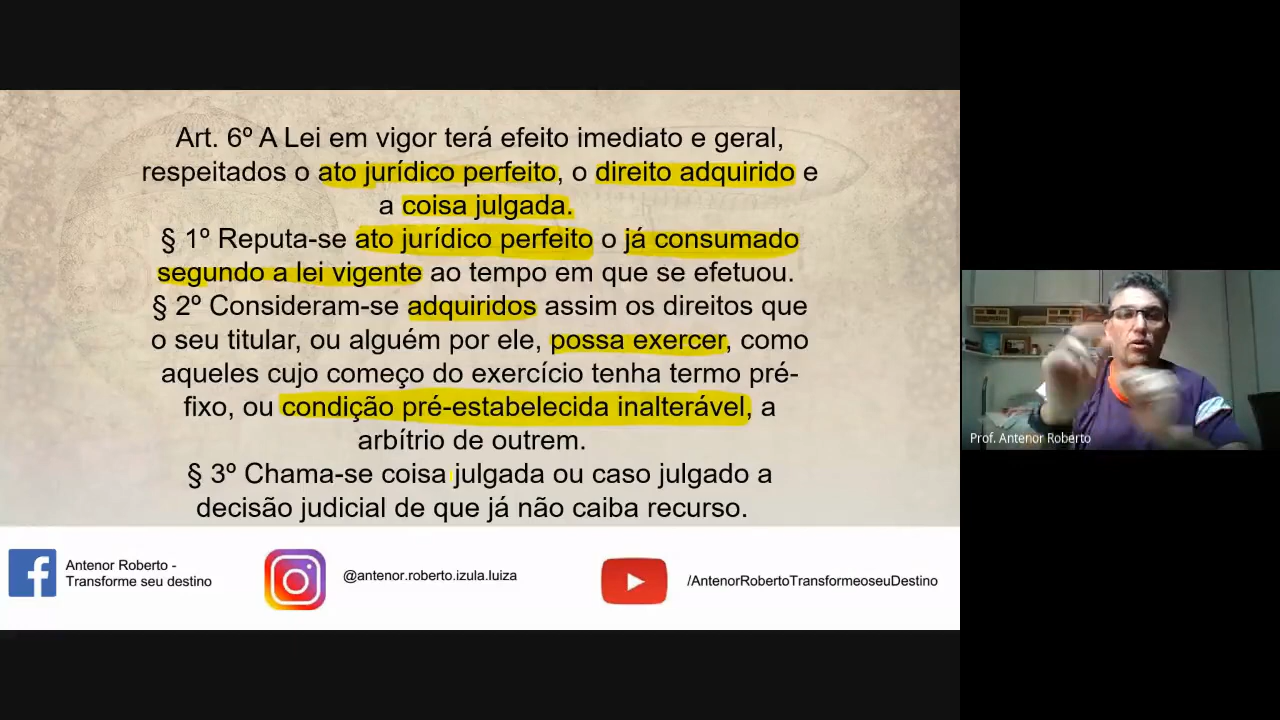 Art. 6º A Lei em vigor terá efeito imediato e geral,
respeitados o ato jurídico perfeito, o direito adquirido e
a coisa julgada.
§ 1º Reputa-se ato jurídico perfeito o já consumado
segundo a lei vigente ao tempo em que se efetuou.
§ 2º Consideram-se adquiridos assim os direitos que
o seu titular, ou alguém por ele, possa exercer, como
aqueles cujo começo do exercício tenha termo pré-
fixo, ou condição pré-estabelecida inalterável, a
arbítrio de outrem.
§ 3º Chama-se coisa julgada ou caso julgado a
decisão judicial de que já não caiba recurso.
Antenor Roberto -
Transforme seu destino
@antenor.roberto.izula.luiza
/AntenorRobertoTransformeoseuDestino
Prof. Antenor Roberto